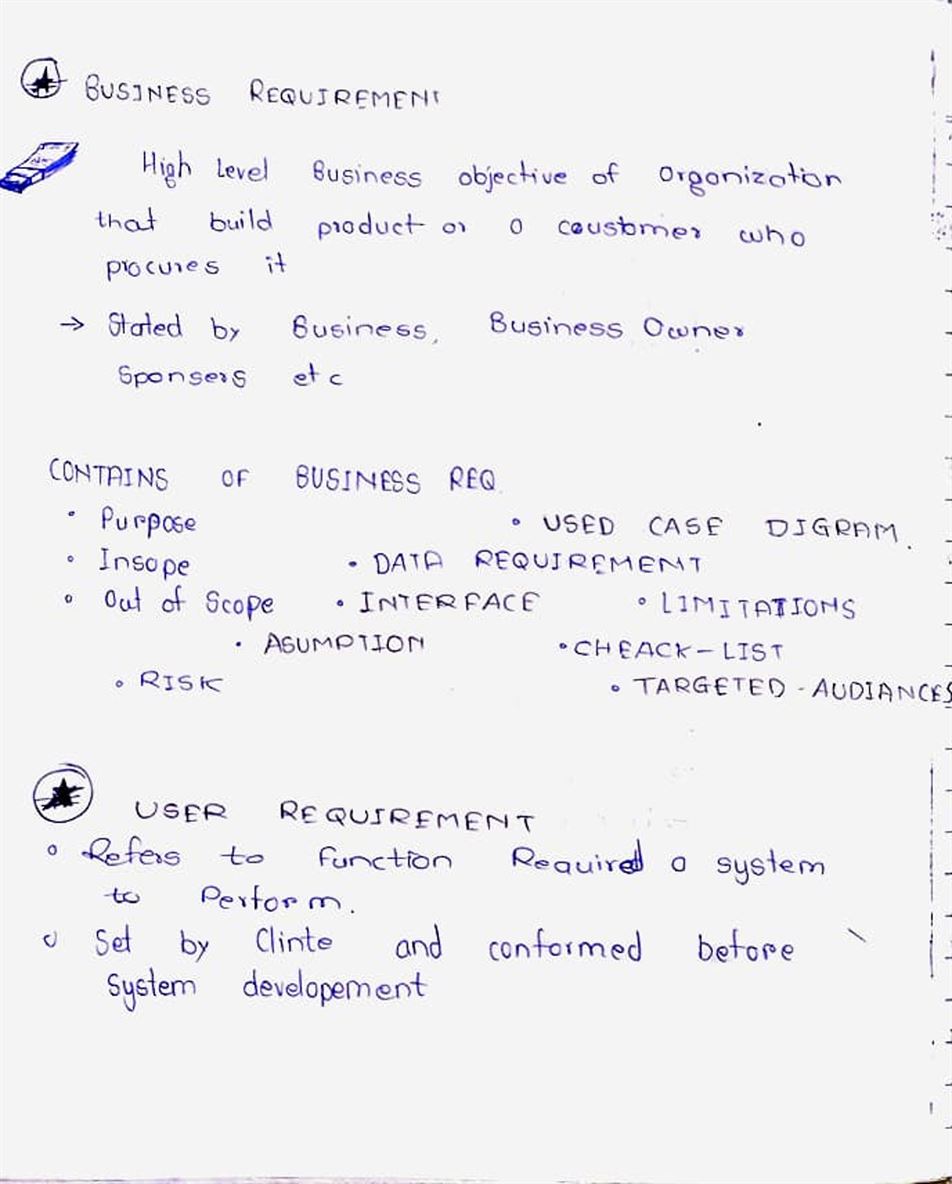 BUSINESS REQUIREMENT
High Level Business objective of Organization
that build product or a coustomer who
procures it
→ Stated by Business, Business Owner
Sponsers etc
CONTAINS OF BUSINESS REQ.
• Purpose • USED CASE DIGRAM.
• Insope • DATA REQUIREMENT
• Out of Scope • INTERFACE • LIMITATIONS
• ASUMPTION • CHEACK-LIST
• RISK • TARGETED - AUDIANCES
USER REQUIREMENT
• Refers to function Required a system
to Perform.
• Set by Clinte and conformed before
System developement